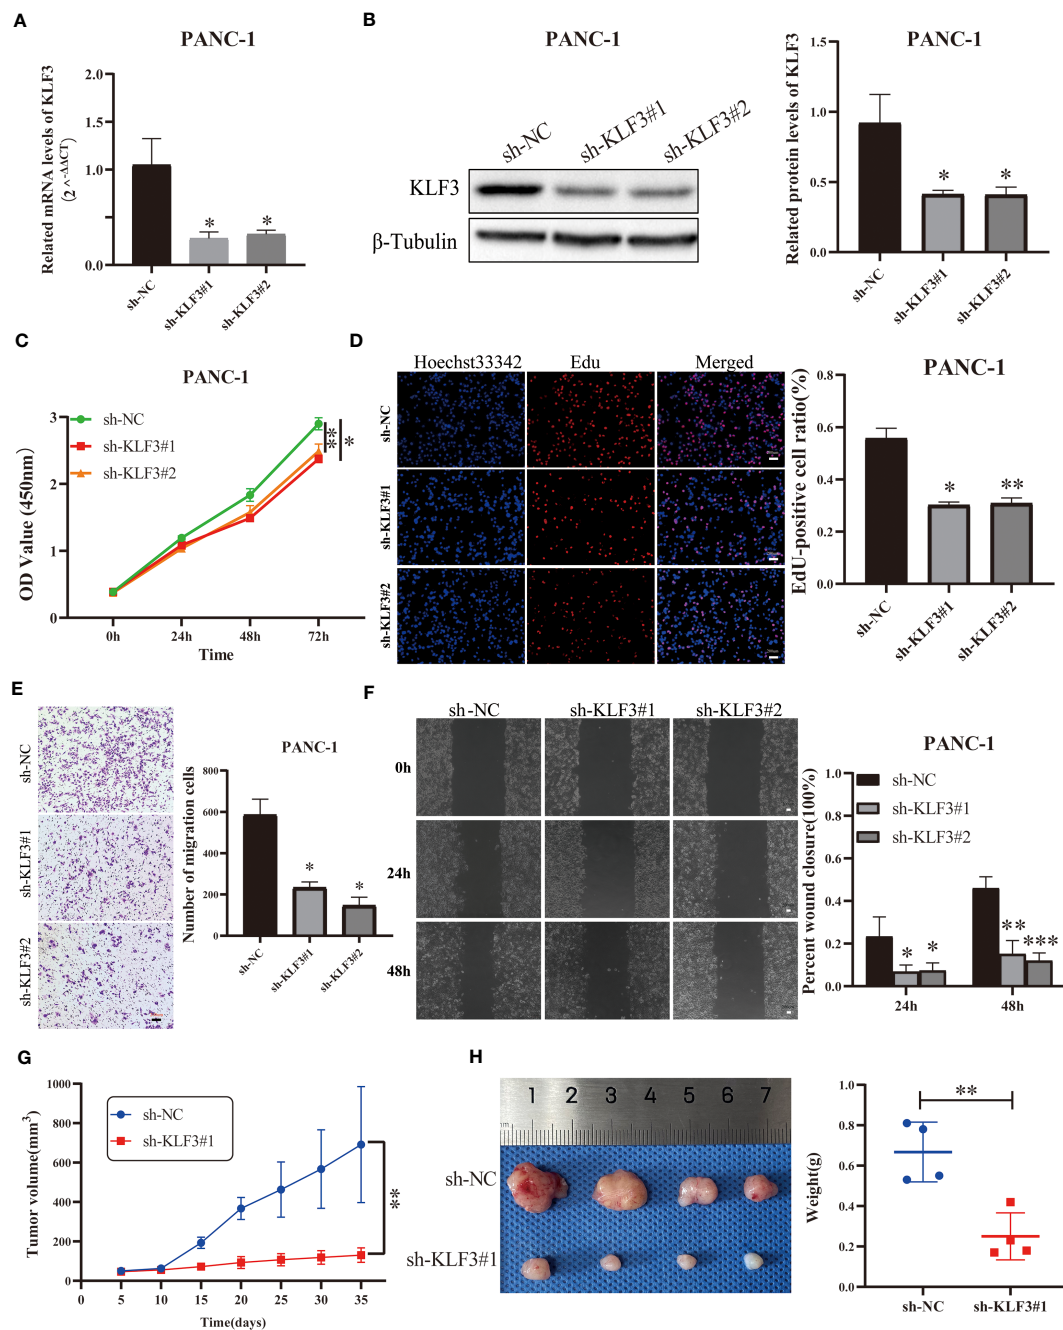 A
PANC-1
Related mRNA levels of KLF3
(2 ^-ΔΔCT)
2.0
1.5
1.0
0.5
0.0
*
*
sh-NC
sh-KLF3#1
sh-KLF3#2
B
PANC-1
sh-NC
sh-KLF3#1
sh-KLF3#2
KLF3
β-Tubulin
PANC-1
Related protein levels of KLF3
1.5
1.0
0.5
0.0
*
*
sh-NC
sh-KLF3#1
sh-KLF3#2
C
PANC-1
OD Value (450nm)
3
2
1
0
sh-NC
sh-KLF3#1
sh-KLF3#2
**
*
0h
24h
48h
72h
Time
D
Hoechst33342
Edu
Merged
sh-NC
sh-KLF3#1
sh-KLF3#2
PANC-1
EdU-positive cell ratio(%)
0.8
0.6
0.4
0.2
0.0
*
**
sh-NC
sh-KLF3#1
sh-KLF3#2
E
sh-NC
sh-KLF3#1
sh-KLF3#2
PANC-1
Number of migration cells
800
600
400
200
0
*
*
sh-NC
sh-KLF3#1
sh-KLF3#2
F
sh-NC
sh-KLF3#1
sh-KLF3#2
0h
24h
48h
PANC-1
Percent wound closure(100%)
1.0
0.8
0.6
0.4
0.2
0.0
sh-NC
sh-KLF3#1
sh-KLF3#2
*
*
**
***
24h
48h
G
Tumor volume(mm3)
1000
800
600
400
200
0
sh-NC
sh-KLF3#1
**
0
5
10
15
20
25
30
35
Time(days)
H
1 2 3 4 5 6 7
sh-NC
sh-KLF3#1
Weight(g)
1.0
0.8
0.6
0.4
0.2
0.0
**
sh-NC
sh-KLF3#1